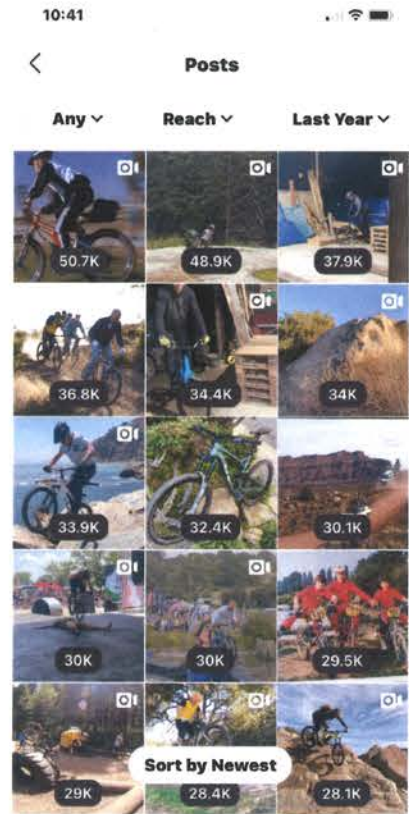 10:41
Posts
Any
Reach
Last Year
50.7K
48.9K
37.9K
36.8K
34.4K
34K
33.9K
32.4K
30.1K
30K
30K
29.5K
Sort by Newest
29K
28.4K
28.1K